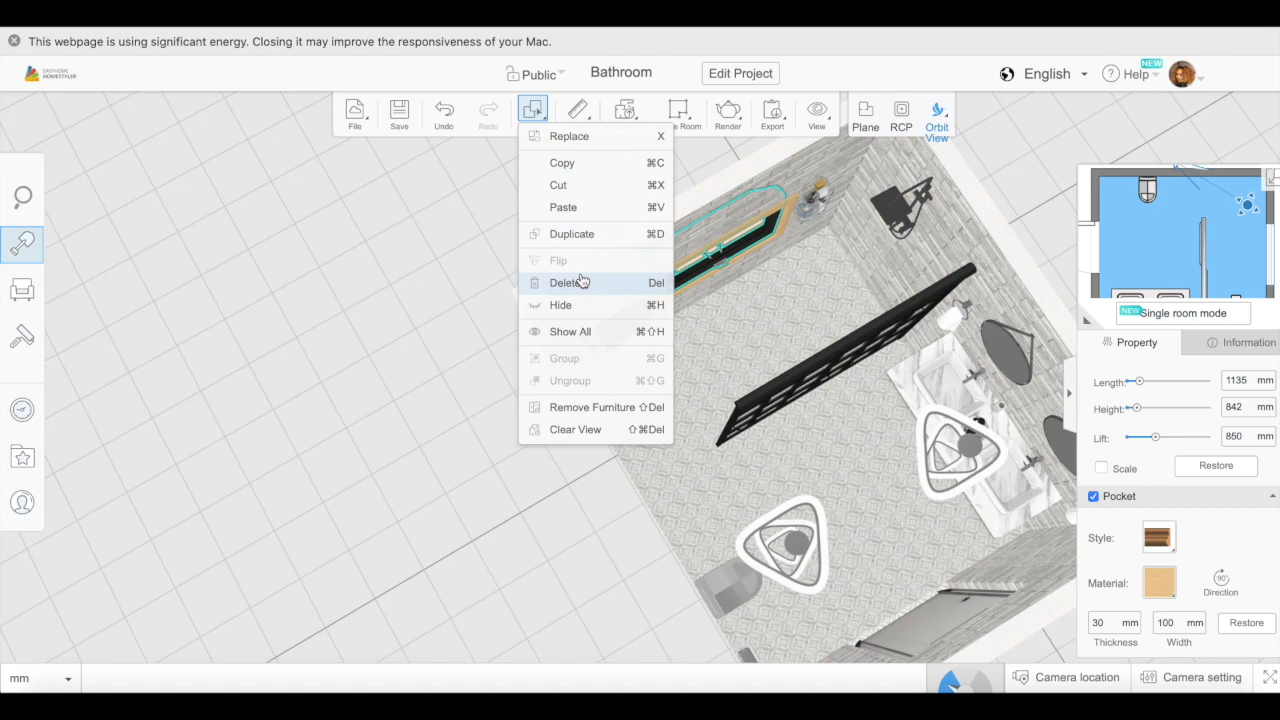 This webpage is using significant energy. Closing it may improve the responsiveness of your Mac.
EASYHOME
HOMESTYLER
Public
Bathroom
Edit Project
English
Help
NEW
File
Save
Undo
Redo
e Room
Render
Export
View
Plane
RCP
Orbit
View
Replace X
Copy ⌘C
Cut ⌘X
Paste ⌘V
Duplicate ⌘D
Flip
Delete Del
Hide ⌘H
Show All ⌘⇧H
Group ⌘G
Ungroup ⌘⇧G
Remove Furniture ⇧Del
Clear View ⇧⌘Del
NEW
Single room mode
Property
Information
Length: 1135 mm
Height: 842 mm
Lift: 850 mm
Scale
Restore
Pocket
Style:
Material:
90°
Direction
30 mm
100 mm
Restore
Thickness
Width
mm
Camera location
Camera setting